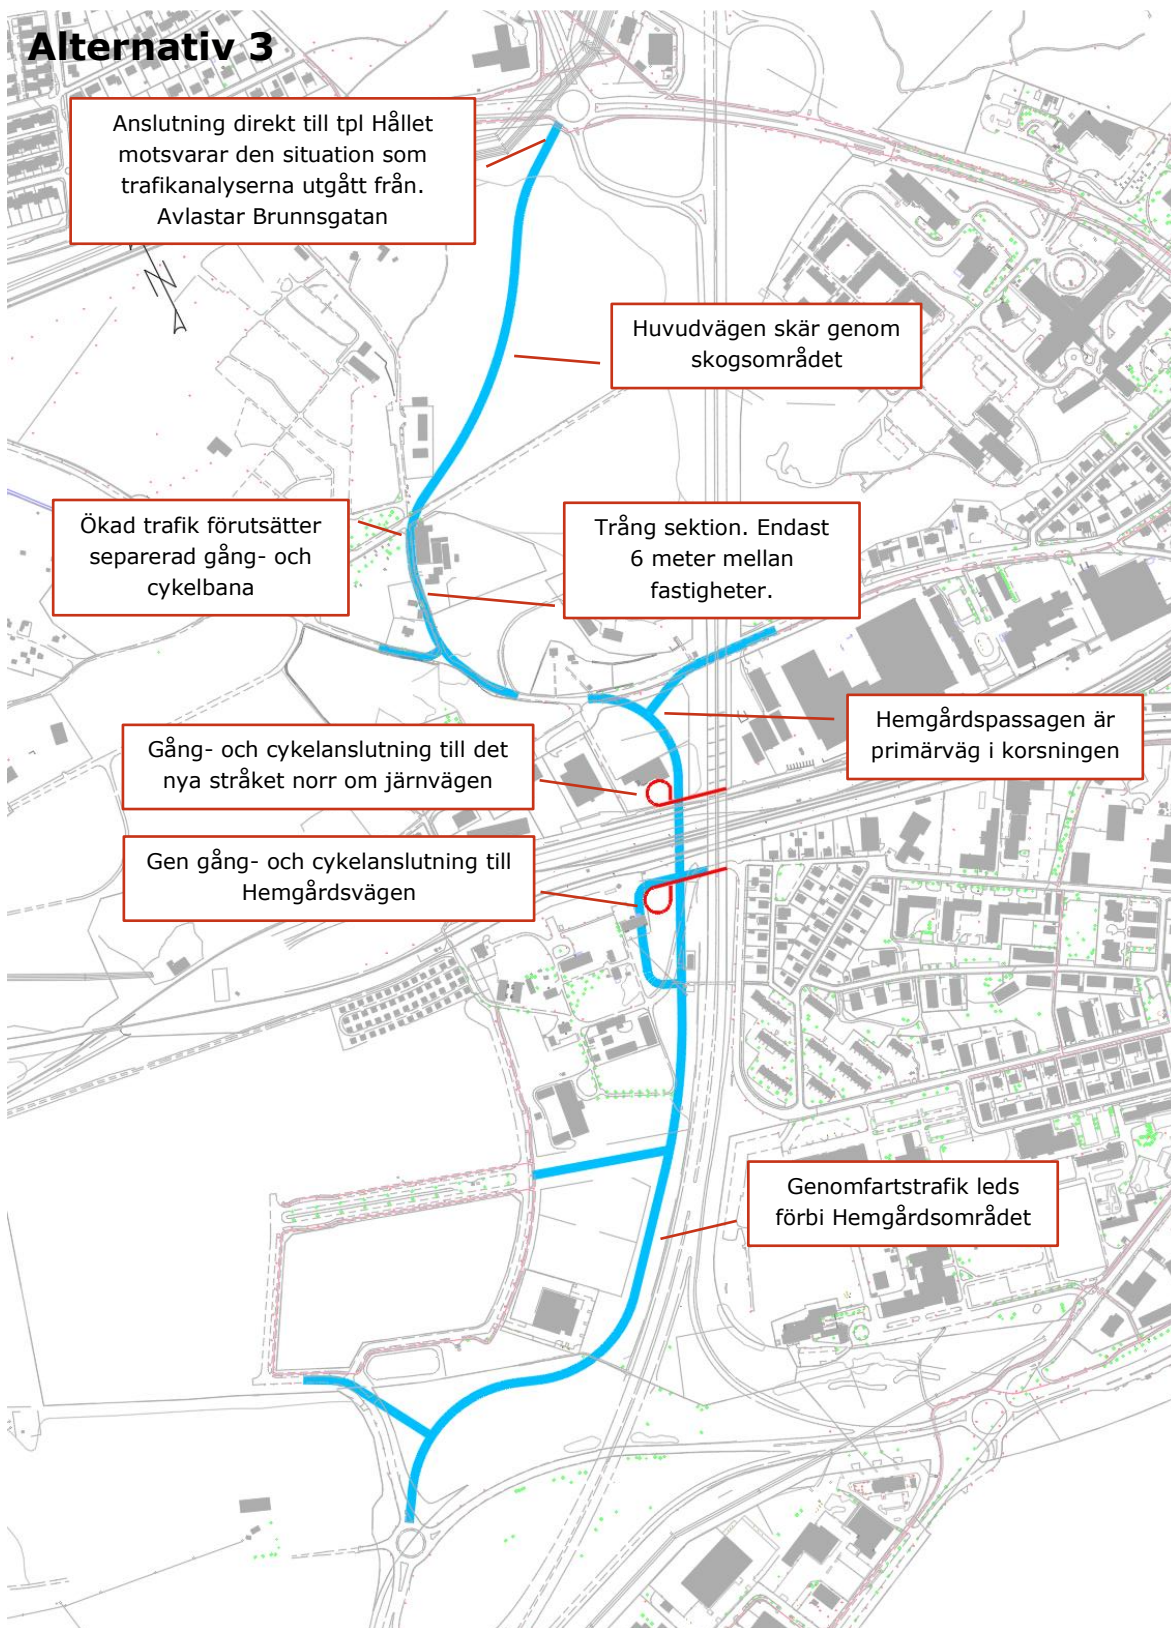 Alternativ 3
Anslutning direkt till tpl Hållet
motsvarar den situation som
trafikanalyserna utgått från.
Avlastar Brunnsgatan
Huvudvägen skär genom
skogsområdet
Ökad trafik förutsätter
separerad gång- och
cykelbana
Trång sektion. Endast
6 meter mellan
fastigheter.
Hemgårdspassagen är
primärväg i korsningen
Gång- och cykelanslutning till det
nya stråket norr om järnvägen
Gen gång- och cykelanslutning till
Hemgårdsvägen
Genomfartstrafik leds
förbi Hemgårdsområdet